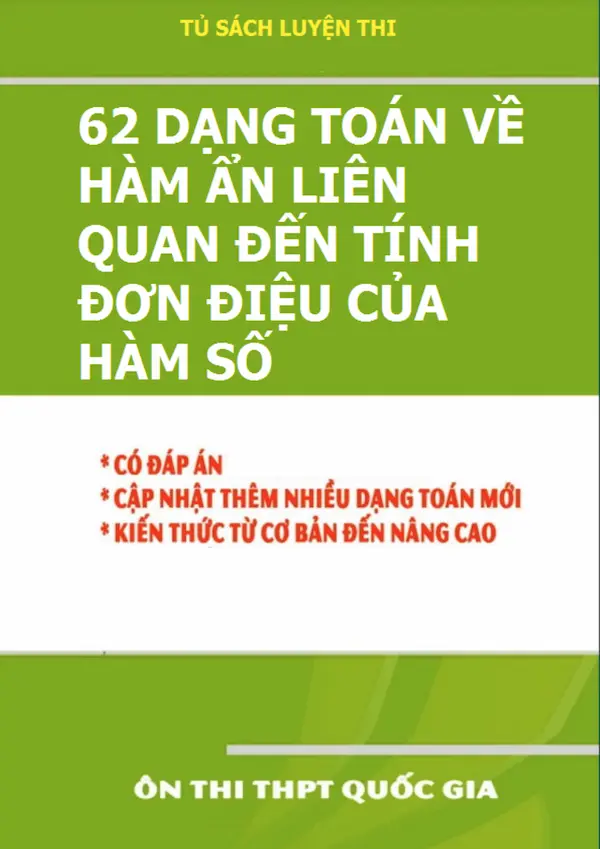 TỦ SÁCH LUYỆN THI
62 DẠNG TOÁN VỀ
HÀM ẨN LIÊN
QUAN ĐẾN TÍNH
ĐƠN ĐIỆU CỦA
HÀM SỐ
* CÓ ĐÁP ÁN
* CẬP NHẬT THÊM NHIỀU DẠNG TOÁN MỚI
* KIẾN THỨC TỪ CƠ BẢN ĐẾN NÂNG CAO
ÔN THI THPT QUỐC GIA